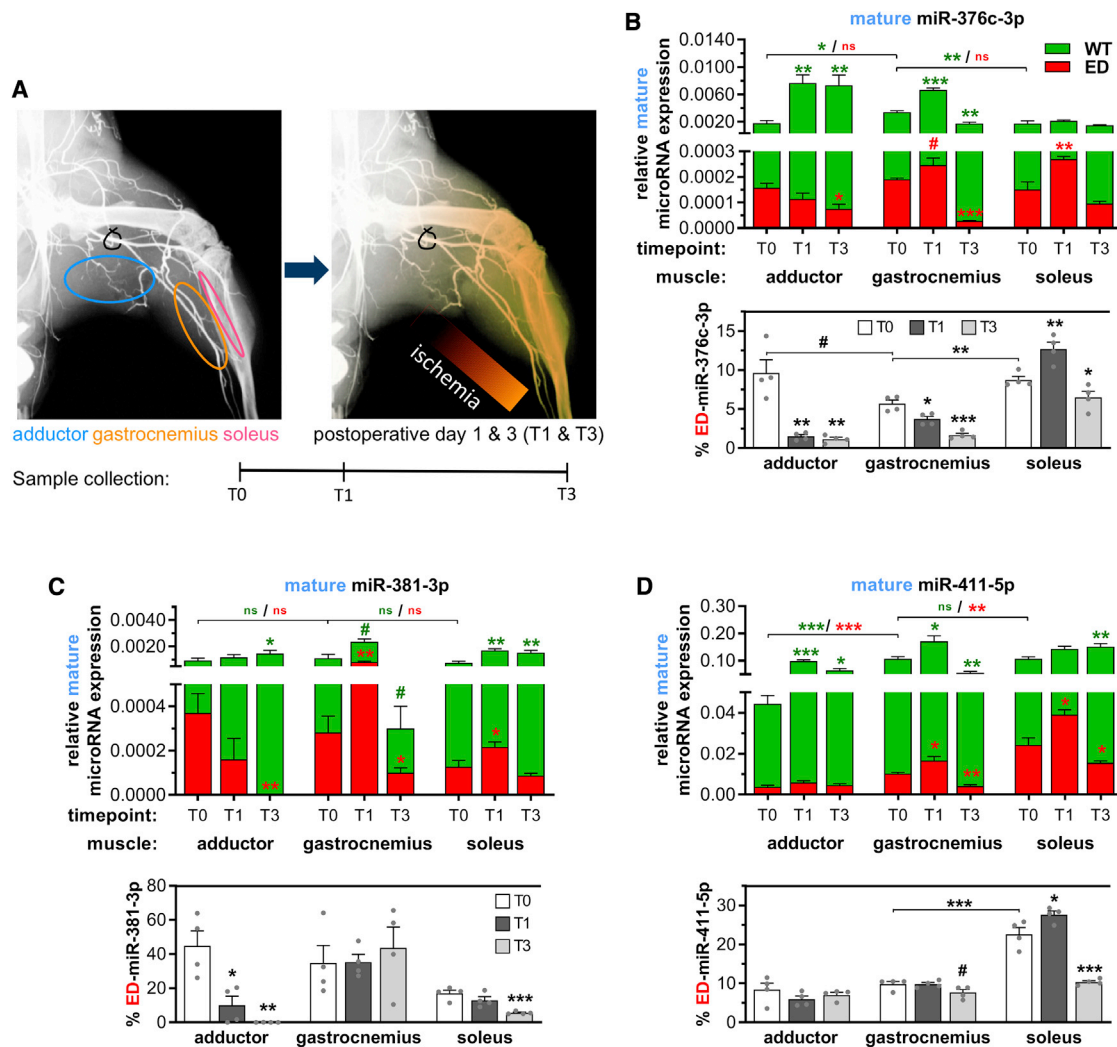 A
adductor gastrocnemius soleus
ischemia
postoperative day 1 & 3 (T1 & T3)
Sample collection:
T0 T1 T3
B
mature miR-376c-3p
relative mature
microRNA expression
0.0140
0.0100
0.0060
0.0020
0.0003
0.0002
0.0001
0.0000
* / ns
** / ns
WT
ED
** ** *** **
* # *** **
timepoint: T0 T1 T3 T0 T1 T3 T0 T1 T3
muscle: adductor gastrocnemius soleus
% ED-miR-376c-3p
15
10
5
0
T0 T1 T3
# **
** ** * *** ** *
adductor gastrocnemius soleus
C
mature miR-381-3p
relative mature
microRNA expression
0.0040
0.0020
0.0004
0.0002
0.0000
ns / ns
ns / ns
* # # ** **
** ** * *
timepoint: T0 T1 T3 T0 T1 T3 T0 T1 T3
muscle: adductor gastrocnemius soleus
% ED-miR-381-3p
80
60
40
20
0
T0
T1
T3
* ** ***
adductor gastrocnemius soleus
D
mature miR-411-5p
relative mature
microRNA expression
0.30
0.20
0.10
0.04
0.02
0.00
***/ ***
ns / **
*** * * ** **
* ** * *
timepoint: T0 T1 T3 T0 T1 T3 T0 T1 T3
muscle: adductor gastrocnemius soleus
% ED-miR-411-5p
30
20
10
0
***
# * ***
adductor gastrocnemius soleus